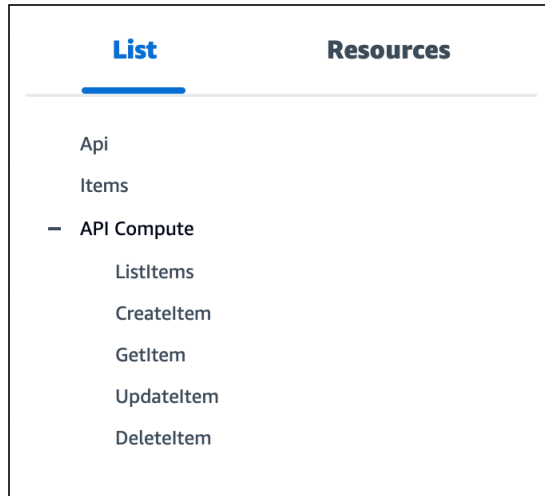 List Resources
Api
Items
API Compute
ListItems
CreateItem
GetItem
UpdateItem
DeleteItem